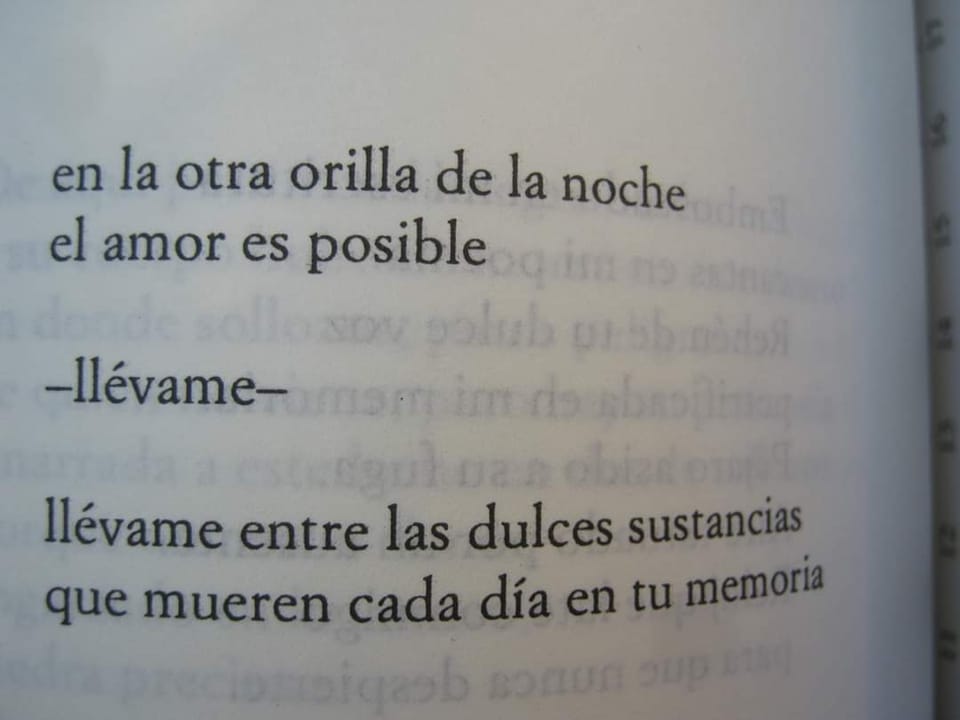 en la otra orilla de la noche
el amor es posible
–llévame–
llévame entre las dulces sustancias
que mueren cada día en tu memoria